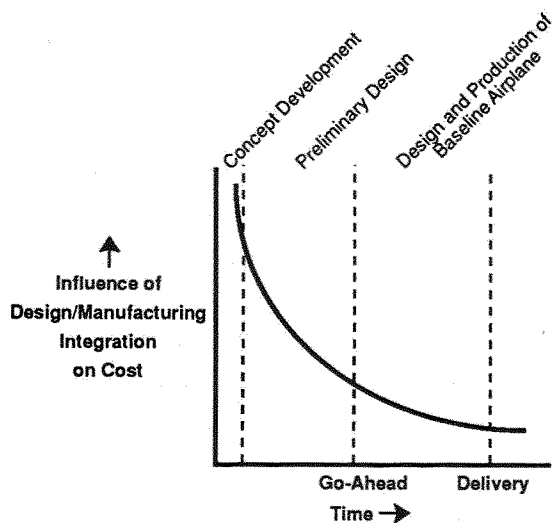 Concept Development
Preliminary Design
Design and Production of
Baseline Airplane
Influence of
Design/Manufacturing
Integration
on Cost
Go-Ahead
Delivery
Time